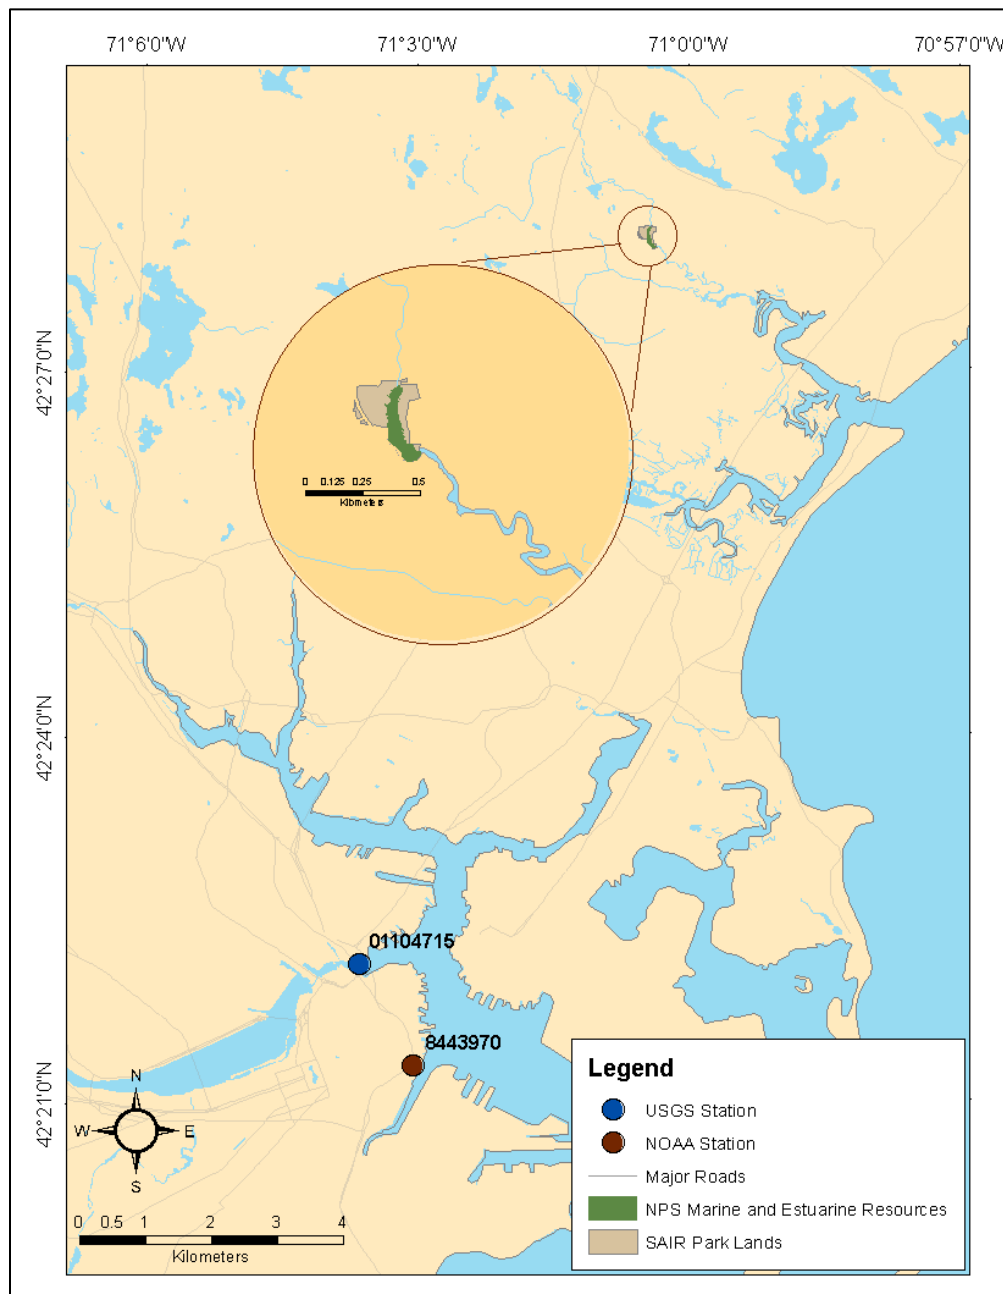 71°6'0"W 71°3'0"W 71°0'0"W 70°57'0"W
42°27'0"N
0 0.125 0.25 0.5
Kilometers
42°24'0"N
01104715
8443970
42°21'0"N
N
W E
S
0 0.5 1 2 3 4
Kilometers
Legend
USGS Station
NOAA Station
Major Roads
NPS Marine and Estuarine Resources
SAIR Park Lands